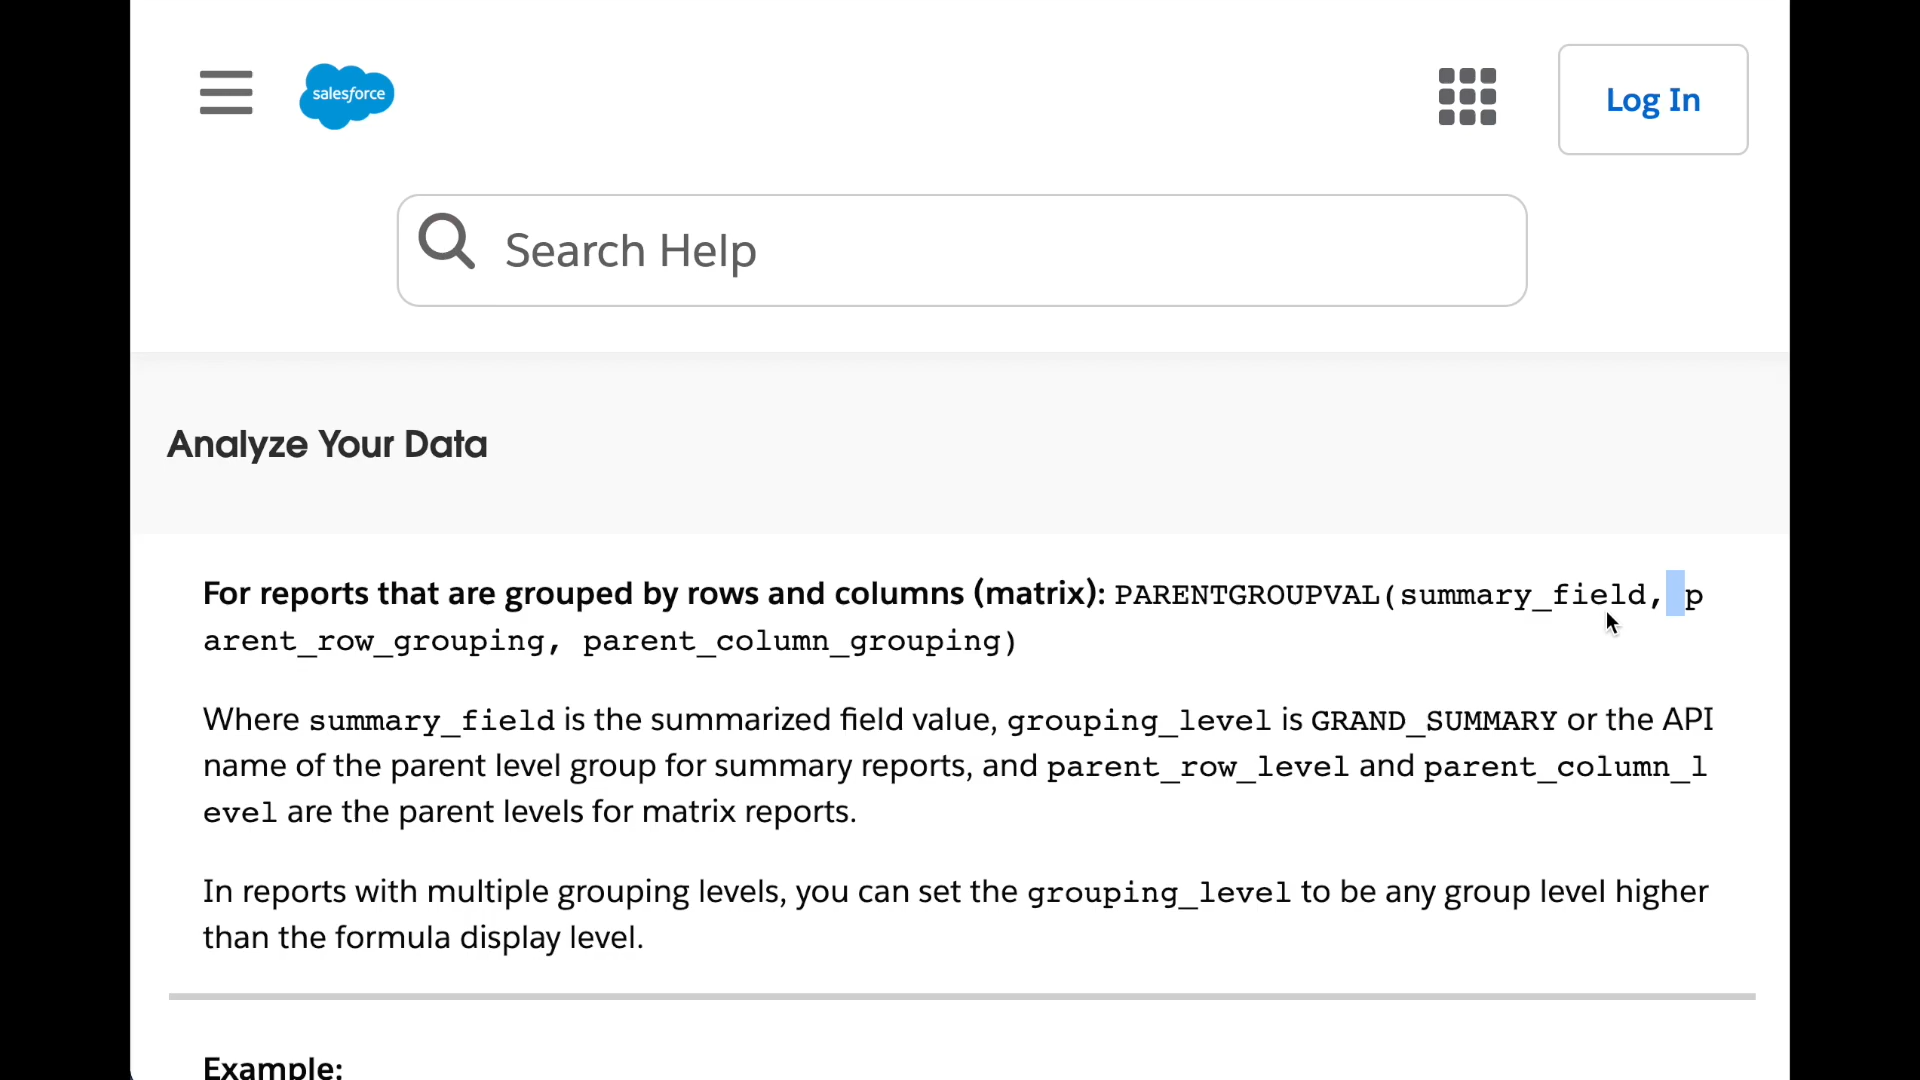 salesforce
Log In
Search Help
Analyze Your Data
For reports that are grouped by rows and columns (matrix): PARENTGROUPVAL(summary_field, p
arent_row_grouping, parent_column_grouping)
Where summary_field is the summarized field value, grouping_level is GRAND_SUMMARY or the API
name of the parent level group for summary reports, and parent_row_level and parent_column_l
evel are the parent levels for matrix reports.
In reports with multiple grouping levels, you can set the grouping_level to be any group level higher
than the formula display level.
Example: